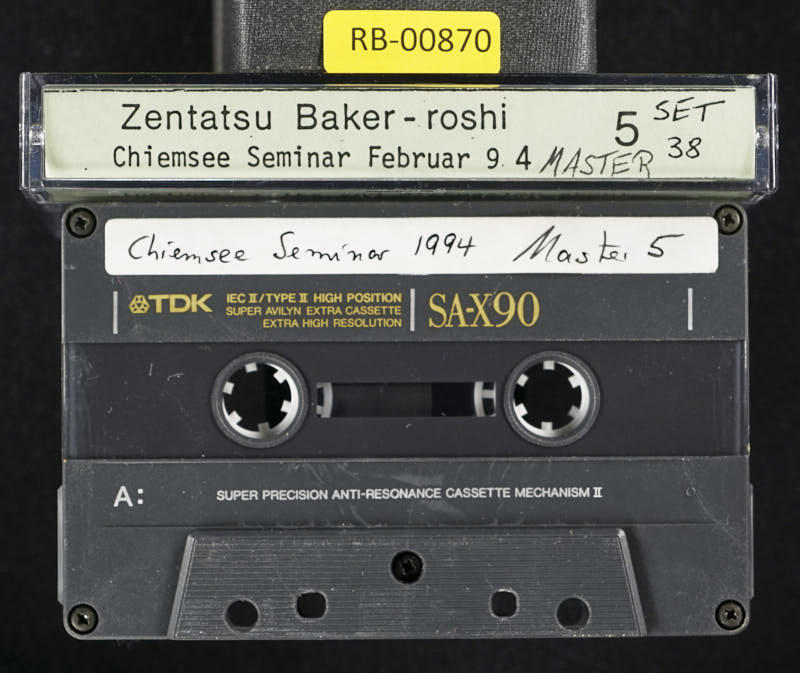 RB-00870
Zentatsu Baker-roshi 5 SET
Chiemsee Seminar Februar 9 4 MASTER 38
Chiemsee Seminar 1994 Master 5
TDK IEC II/TYPE II HIGH POSITION SA-X90
SUPER AVILYN EXTRA CASSETTE
EXTRA HIGH RESOLUTION
A: SUPER PRECISION ANTI-RESONANCE CASSETTE MECHANISM II